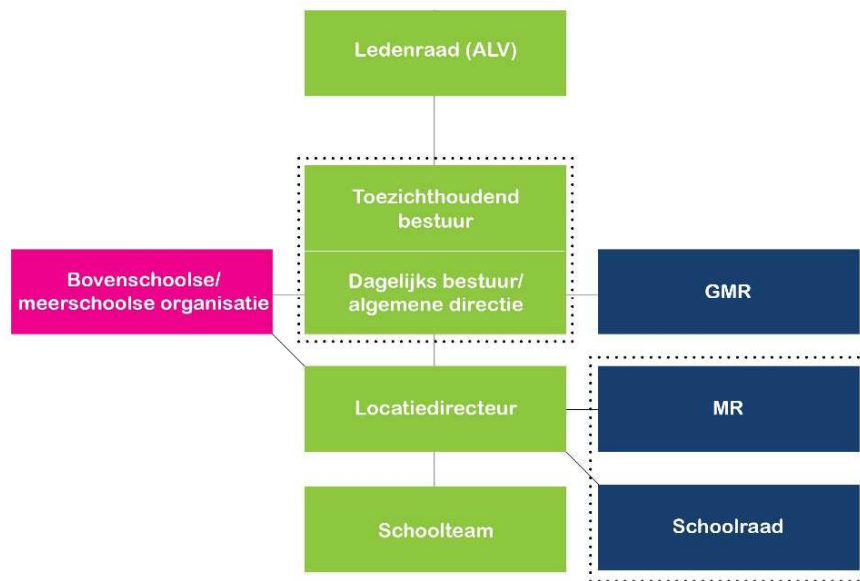 Ledenraad (ALV)
Toezichthoudend
bestuur
Bovenschoolse/
meerschoolse organisatie
Dagelijks bestuur/
algemene directie
GMR
Locatiedirecteur
MR
Schoolteam
Schoolraad